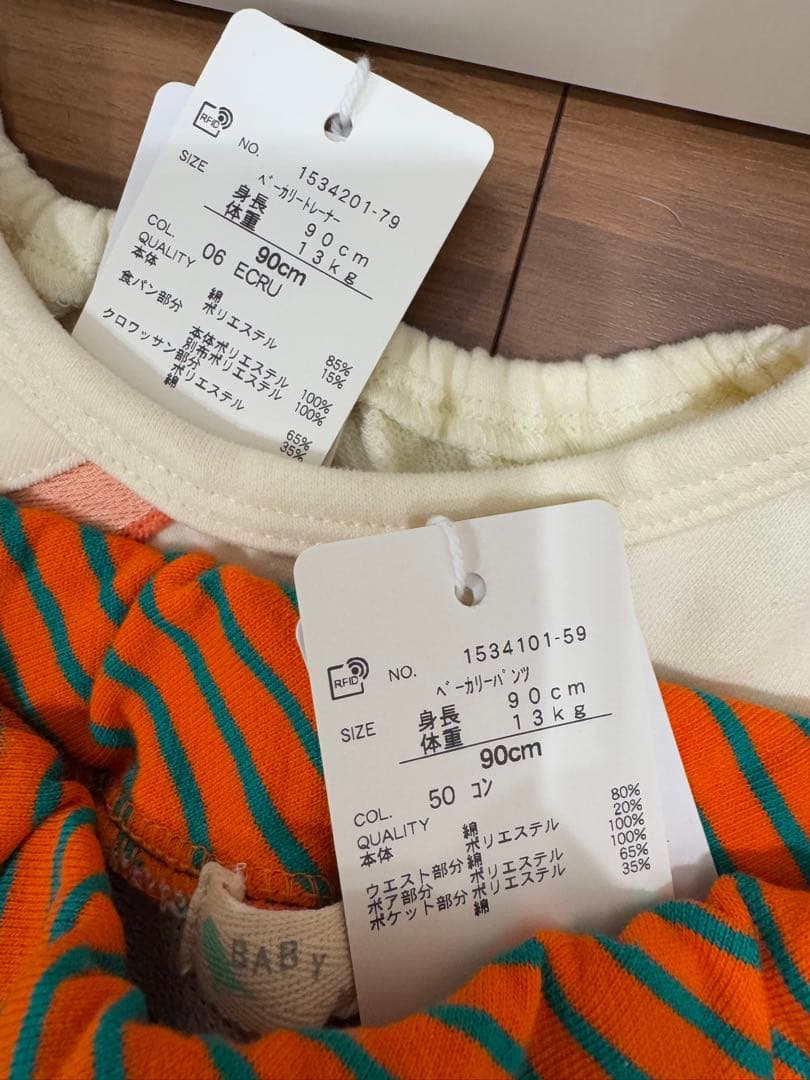 RFID
NO. 1534201-79
ベーカリートレーナー
SIZE 身長 90cm
体重 13kg
90cm
COL. 06 ECRU
QUALITY
本体 綿 85%
ポリエステル 15%
食パン部分 本体ポリエステル 100%
別布ポリエステル 100%
クロワッサン部分
ポリエステル 65%
綿 35%
RFID
NO. 1534101-59
ベーカリーパンツ
SIZE 身長 90cm
体重 13kg
90cm
COL. 50 コン
QUALITY
本体 綿 80%
ポリエステル 20%
ウエスト部分 綿 100%
ボア部分 ポリエステル 100%
ポケット部分 ポリエステル 65%
綿 35%
BABy